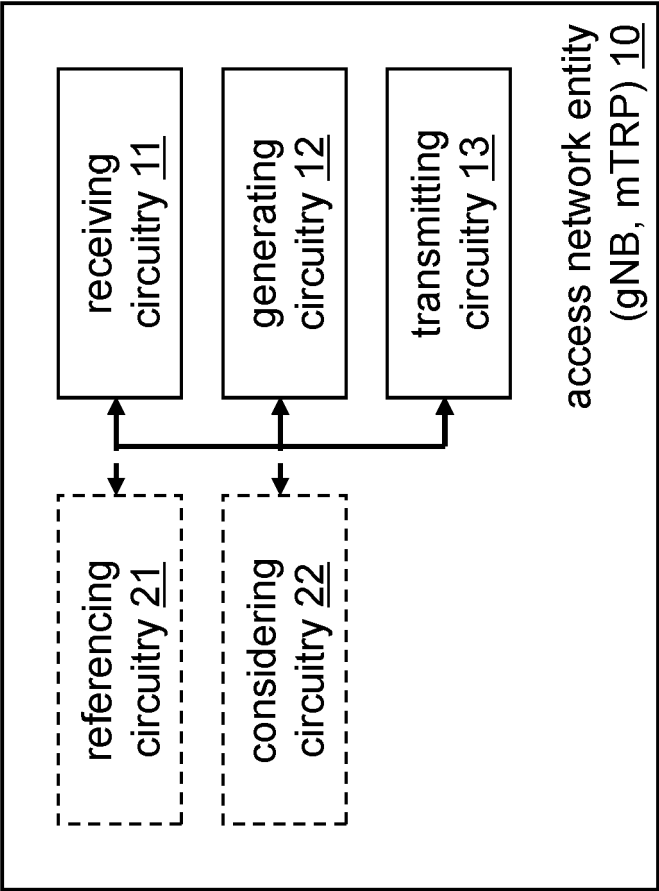 receiving
circuitry 11
generating
circuitry 12
transmitting
circuitry 13
referencing
circuitry 21
considering
circuitry 22
access network entity
(gNB, mTRP) 10